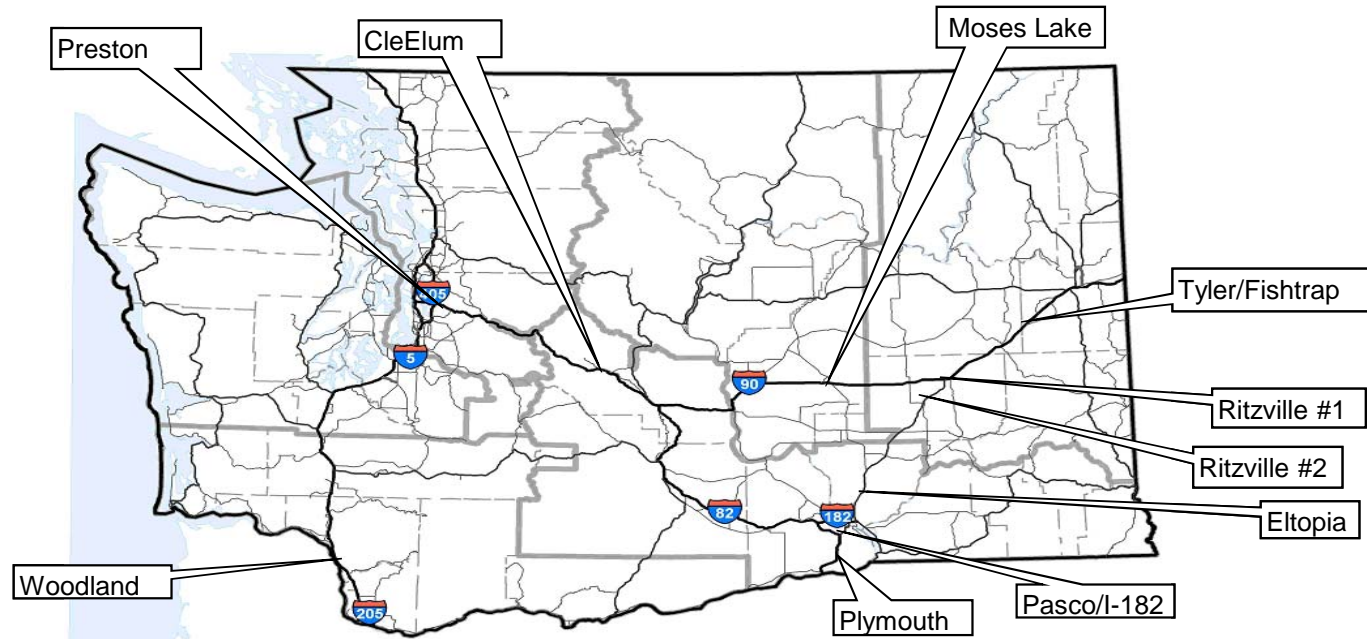 Preston
CleElum
Moses Lake
Tyler/Fishtrap
405
5
90
Ritzville #1
Ritzville #2
82
182
Eltopia
Woodland
205
Plymouth
Pasco/I-182